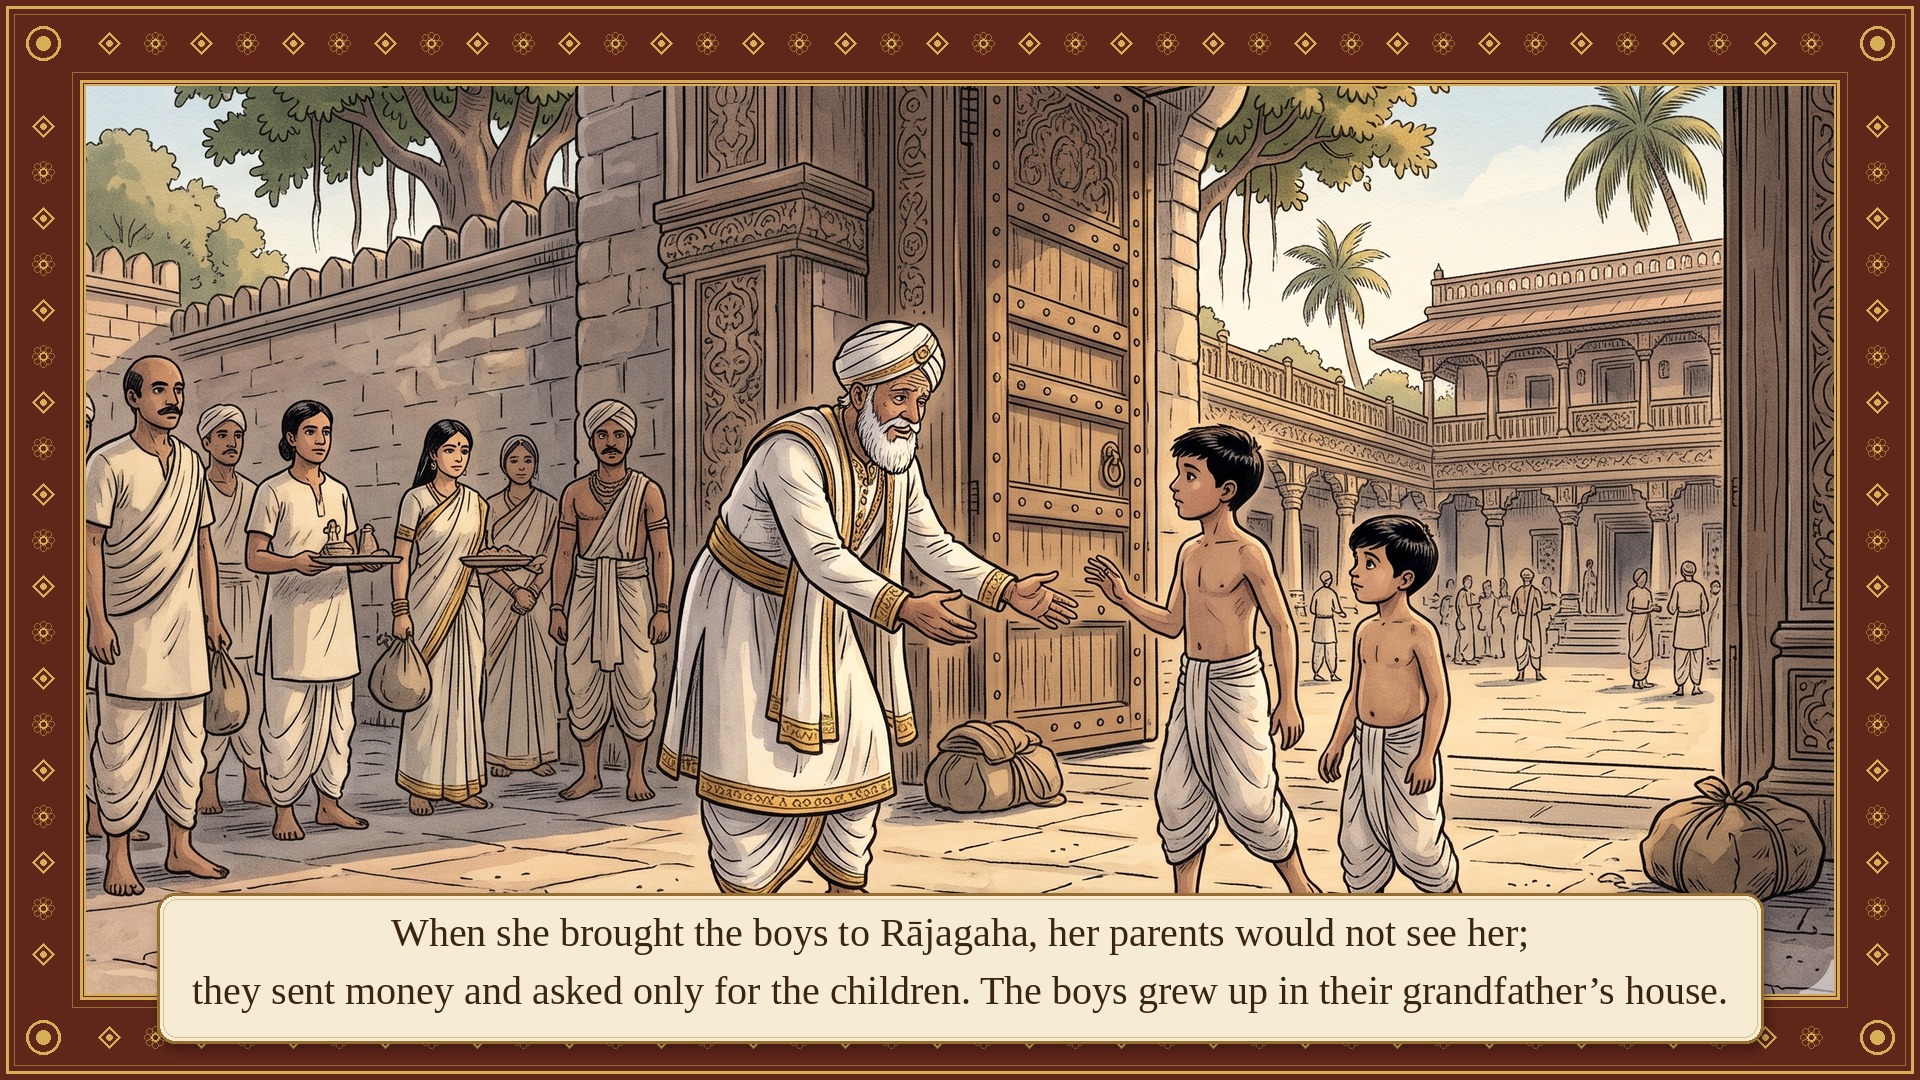 When she brought the boys to Rājagaha, her parents would not see her;
they sent money and asked only for the children. The boys grew up in their grandfather’s house.